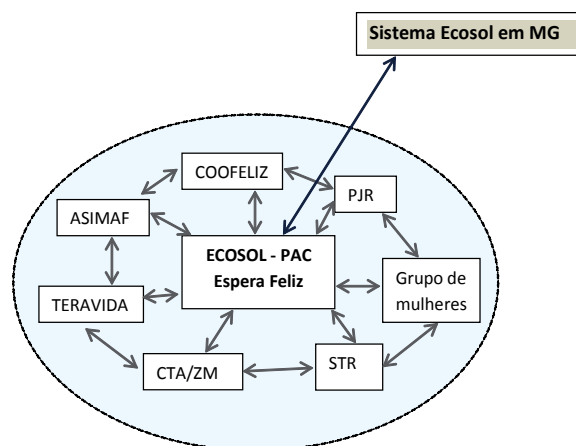 Sistema Ecosol em MG
COOFELIZ
PJR
ASIMAF
ECOSOL - PAC
Espera Feliz
Grupo de
mulheres
TERAVIDA
CTA/ZM
STR